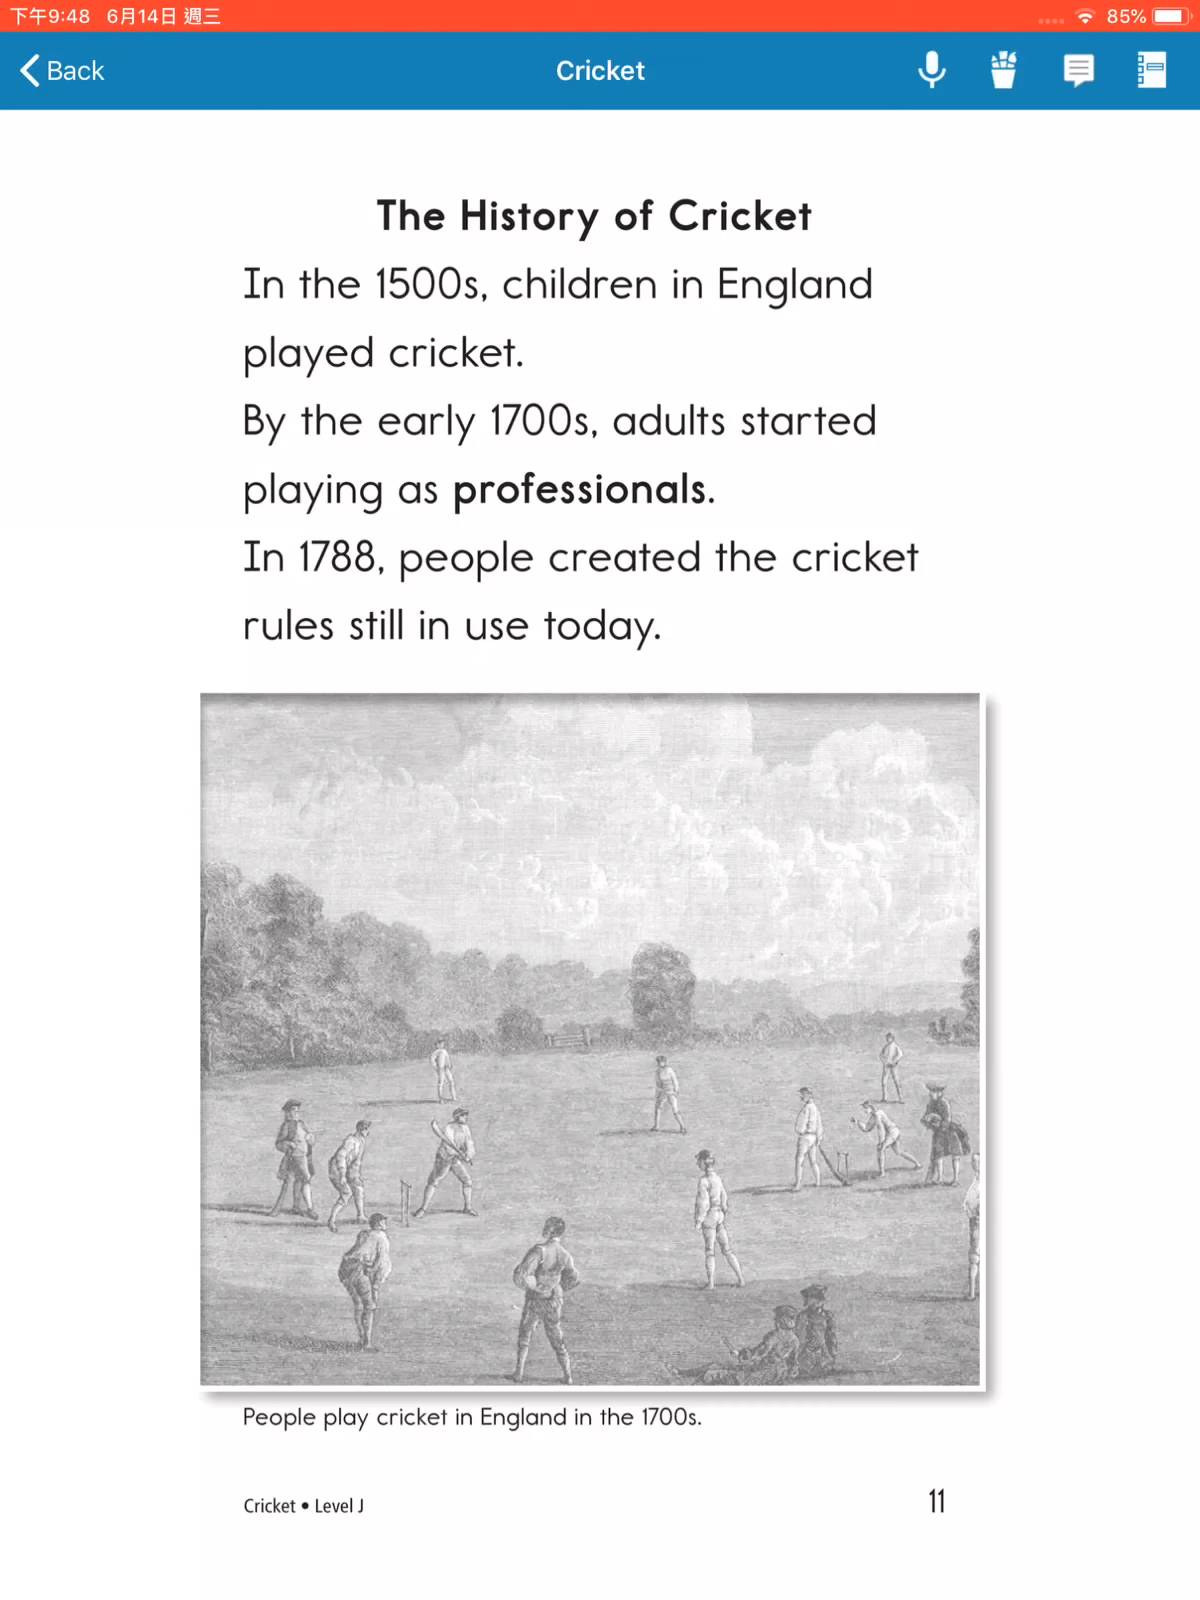 下午9:48 6月14日 週三
85%
Back
Cricket
The History of Cricket
In the 1500s, children in England
played cricket.
By the early 1700s, adults started
playing as professionals.
In 1788, people created the cricket
rules still in use today.
People play cricket in England in the 1700s.
Cricket • Level J
11